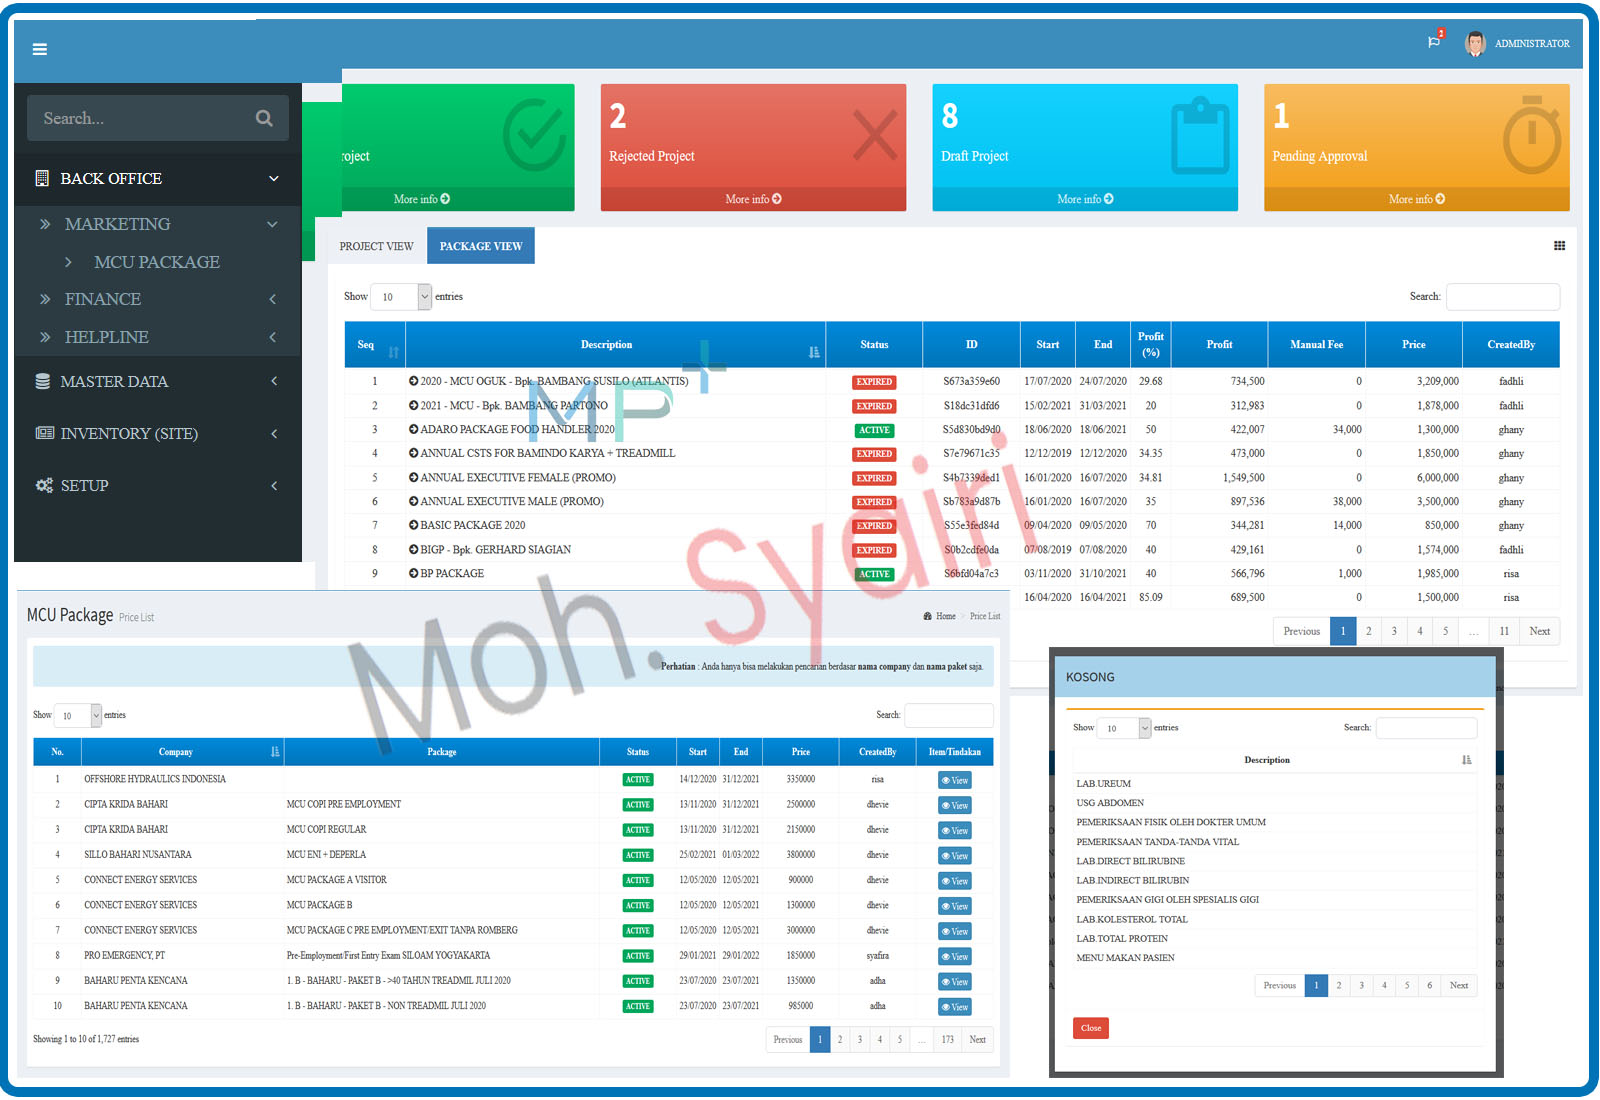 2
ADMINISTRATOR
Search...
BACK OFFICE
MARKETING
MCU PACKAGE
FINANCE
HELPLINE
MASTER DATA
INVENTORY (SITE)
SETUP
roject
More info
2
Rejected Project
More info
8
Draft Project
More info
1
Pending Approval
More info
PROJECT VIEW PACKAGE VIEW
Show 10 entries Search:
Seq Description Status ID Start End Profit (%) Profit Manual Fee Price CreatedBy
1 2020 - MCU OGUK - Bpk. BAMBANG SUSILO (ATLANTIS) EXPIRED S673a359e60 17/07/2020 24/07/2020 29.68 734,500 0 3,209,000 fadhli
2 2021 - MCU - Bpk. BAMBANG PARTONO EXPIRED S18dc31dfd6 15/02/2021 31/03/2021 20 312,983 0 1,878,000 fadhli
3 ADARO PACKAGE FOOD HANDLER 2020 ACTIVE S5d830bd9d0 18/06/2020 18/06/2021 50 422,007 34,000 1,300,000 ghany
4 ANNUAL CSTS FOR BAMINDO KARYA + TREADMILL EXPIRED S7e79671c35 12/12/2019 12/12/2020 34.35 473,000 0 1,850,000 ghany
5 ANNUAL EXECUTIVE FEMALE (PROMO) EXPIRED S4b7339ded1 16/01/2020 16/07/2020 34.81 1,549,500 0 6,000,000 ghany
6 ANNUAL EXECUTIVE MALE (PROMO) EXPIRED Sb783a9d87b 16/01/2020 16/07/2020 35 897,536 38,000 3,500,000 ghany
7 BASIC PACKAGE 2020 EXPIRED S55e3fed84d 09/04/2020 09/05/2020 70 344,281 14,000 850,000 ghany
8 BIGP - Bpk. GERHARD SIAGIAN EXPIRED S0b2cdfe0da 07/08/2019 07/08/2020 40 429,161 0 1,574,000 fadhli
9 BP PACKAGE ACTIVE S6bfd04a7c3 03/11/2020 31/10/2021 40 566,796 1,000 1,985,000 risa
16/04/2020 16/04/2021 85.09 689,500 0 1,500,000 risa
Previous 1 2 3 4 5 ... 11 Next
MP+
Moh. Syairi
MCU Package Price List Home > Price List
Perhatian : Anda hanya bisa melakukan pencarian berdasar nama company dan nama paket saja.
Show 10 entries Search:
No. Company Package Status Start End Price CreatedBy Item/Tindakan
1 OFFSHORE HYDRAULICS INDONESIA ACTIVE 14/12/2020 31/12/2021 3350000 risa View
2 CIPTA KRIDA BAHARI MCU COPI PRE EMPLOYMENT ACTIVE 13/11/2020 31/12/2021 2500000 dhevie View
3 CIPTA KRIDA BAHARI MCU COPI REGULAR ACTIVE 13/11/2020 31/12/2021 2150000 dhevie View
4 SILLO BAHARI NUSANTARA MCU ENI + DEPERLA ACTIVE 25/02/2021 01/03/2022 3800000 dhevie View
5 CONNECT ENERGY SERVICES MCU PACKAGE A VISITOR ACTIVE 12/05/2020 12/05/2021 900000 dhevie View
6 CONNECT ENERGY SERVICES MCU PACKAGE B ACTIVE 12/05/2020 12/05/2021 1300000 dhevie View
7 CONNECT ENERGY SERVICES MCU PACKAGE C PRE EMPLOYMENT/EXIT TANPA ROMBERG ACTIVE 12/05/2020 12/05/2021 3000000 dhevie View
8 PRO EMERGENCY, PT Pre-Employment/First Entry Exam SILOAM YOGYAKARTA ACTIVE 29/01/2021 29/01/2022 1850000 syafira View
9 BAHARU PENTA KENCANA 1. B - BAHARU - PAKET B - >40 TAHUN TREADMIL JULI 2020 ACTIVE 23/07/2020 23/07/2021 1350000 adha View
10 BAHARU PENTA KENCANA 1. B - BAHARU - PAKET B - NON TREADMIL JULI 2020 ACTIVE 23/07/2020 23/07/2021 985000 adha View
Showing 1 to 10 of 1,727 entries
Previous 1 2 3 4 5 ... 173 Next
KOSONG
Show 10 entries Search:
Description
LAB.UREUM
USG ABDOMEN
PEMERIKSAAN FISIK OLEH DOKTER UMUM
PEMERIKSAAN TANDA-TANDA VITAL
LAB.DIRECT BILIRUBINE
LAB.INDIRECT BILIRUBIN
PEMERIKSAAN GIGI OLEH SPESIALIS GIGI
LAB.KOLESTEROL TOTAL
LAB.TOTAL PROTEIN
MENU MAKAN PASIEN
Previous 1 2 3 4 5 6 Next
Close